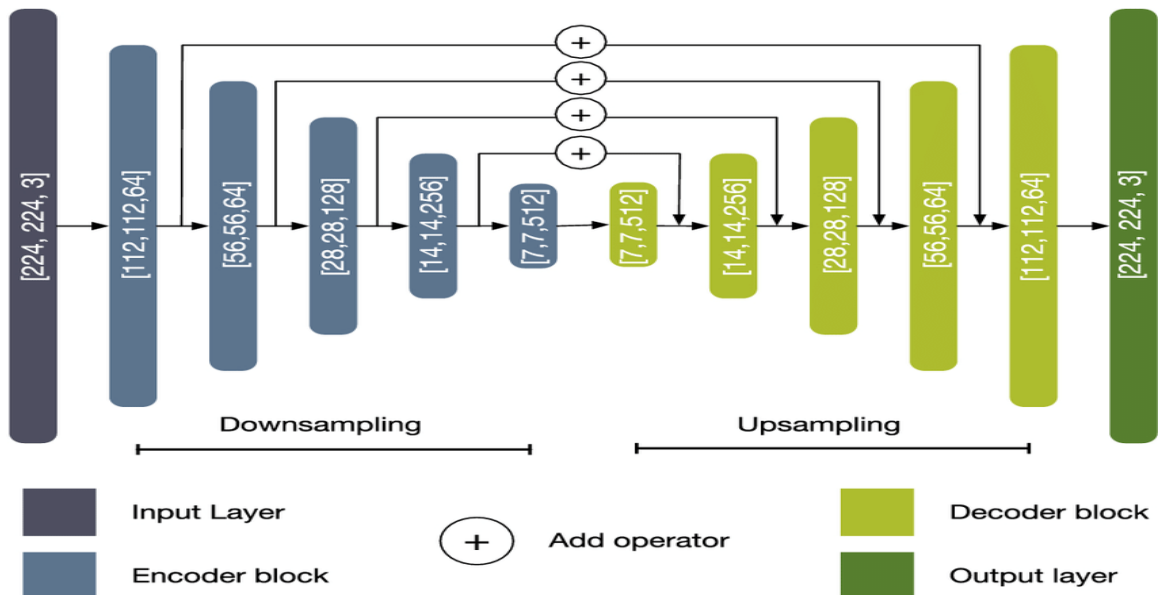 [224, 224, 3]
[112,112,64]
[56,56,64]
[28,28,128]
[14,14,256]
[7,7,512]
[7,7,512]
[14,14,256]
[28,28,128]
[56,56,64]
[112,112,64]
[224, 224, 3]
+
+
+
+
Downsampling
Upsampling
Input Layer
Encoder block
+
Add operator
Decoder block
Output layer